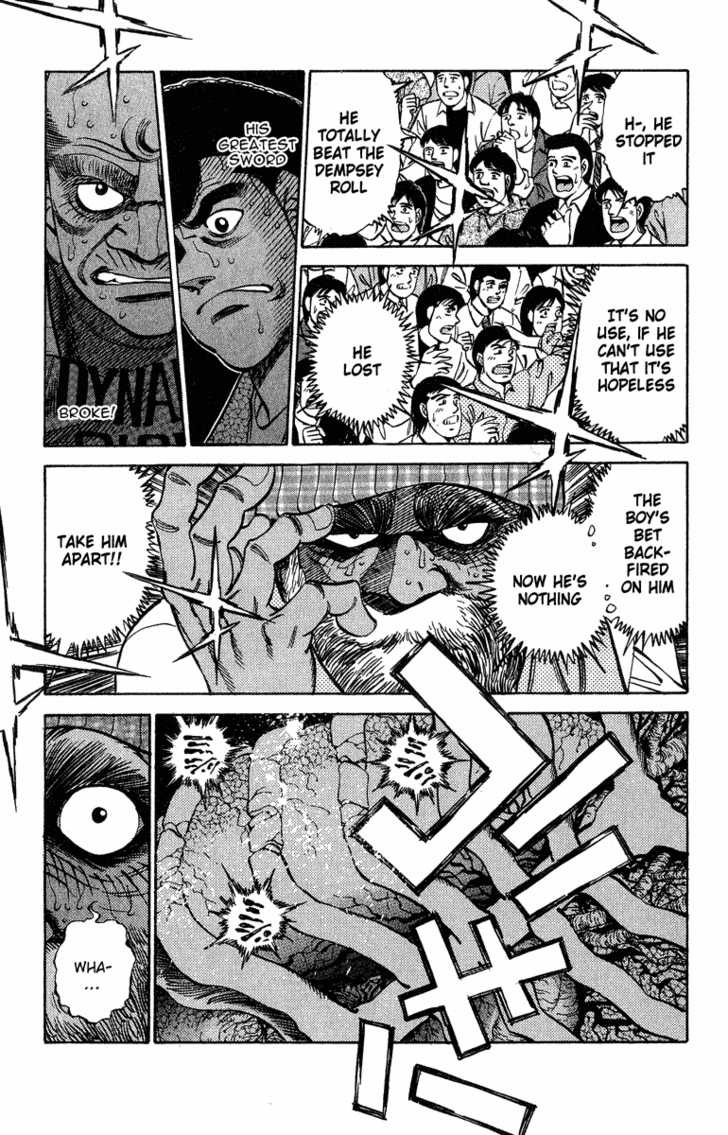 H-, HE
STOPPED
IT
HE
TOTALLY
BEAT THE
DEMPSEY
ROLL
HIS
GREATEST
SWORD
DYNA
BROKE!
IT'S NO
USE, IF HE
CAN'T USE
THAT IT'S
HOPELESS
HE
LOST
THE
BOY'S
BET
BACK-
FIRED
ON HIM
NOW HE'S
NOTHING
TAKE HIM
APART!!
WHA-
...